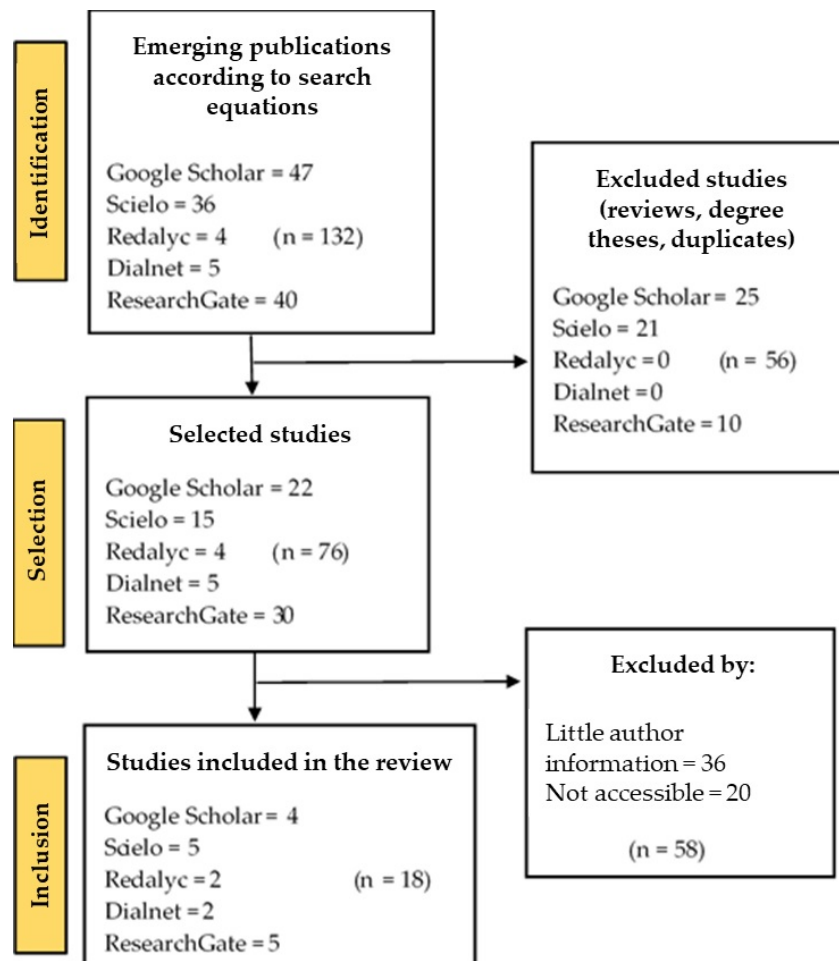 Identification
Emerging publications
according to search
equations
Google Scholar = 47
Scielo = 36
Redalyc = 4 (n = 132)
Dialnet = 5
ResearchGate = 40
Excluded studies
(reviews, degree
theses, duplicates)
Google Scholar = 25
Scielo = 21
Redalyc =0 (n = 56)
Dialnet =0
ResearchGate = 10
Selection
Selected studies
Google Scholar = 22
Scielo = 15
Redalyc = 4 (n = 76)
Dialnet = 5
ResearchGate = 30
Excluded by:
Little author
information = 36
Not accessible = 20
(n = 58)
Inclusion
Studies included in the review
Google Scholar = 4
Scielo = 5
Redalyc = 2 (n = 18)
Dialnet = 2
ResearchGate = 5